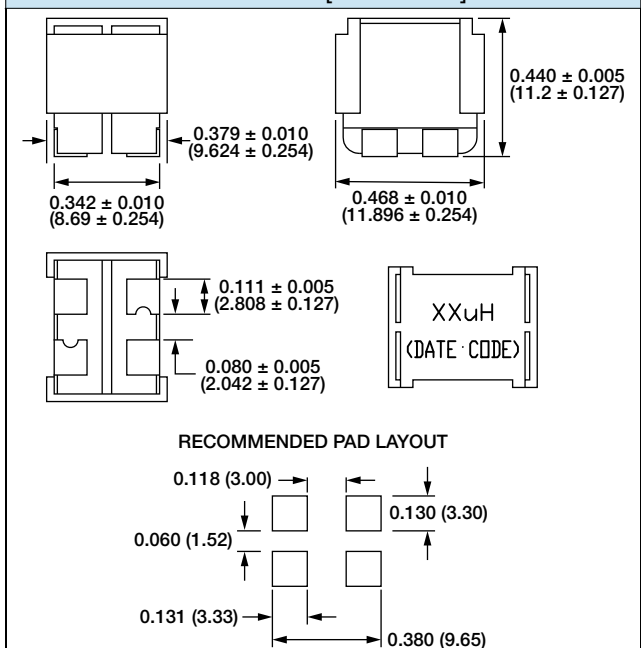 0.440 ± 0.005
(11.2 ± 0.127)
0.379 ± 0.010
(9.624 ± 0.254)
0.342 ± 0.010
(8.69 ± 0.254)
0.468 ± 0.010
(11.896 ± 0.254)
0.111 ± 0.005
(2.808 ± 0.127)
0.080 ± 0.005
(2.042 ± 0.127)
XXuH
(DATE CODE)
RECOMMENDED PAD LAYOUT
0.118 (3.00)
0.130 (3.30)
0.060 (1.52)
0.131 (3.33)
0.380 (9.65)